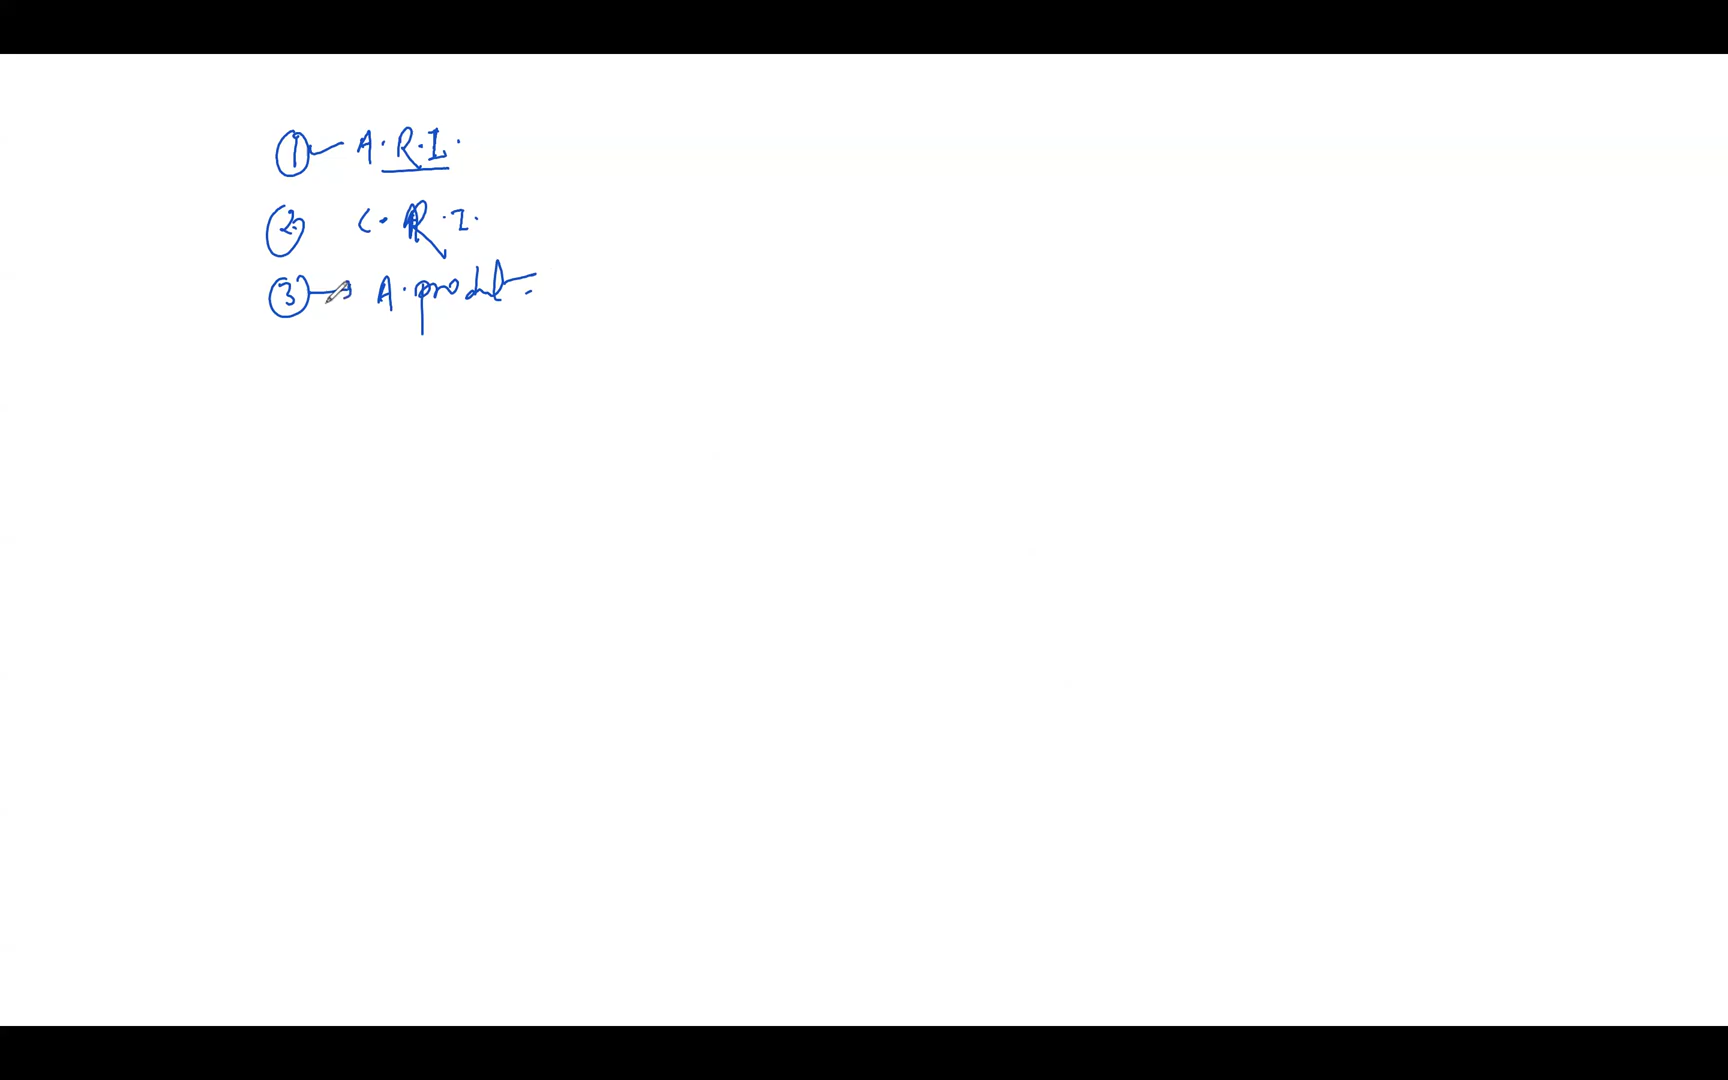 ① A.R.I.
② C.R.I.
③ → A. product.